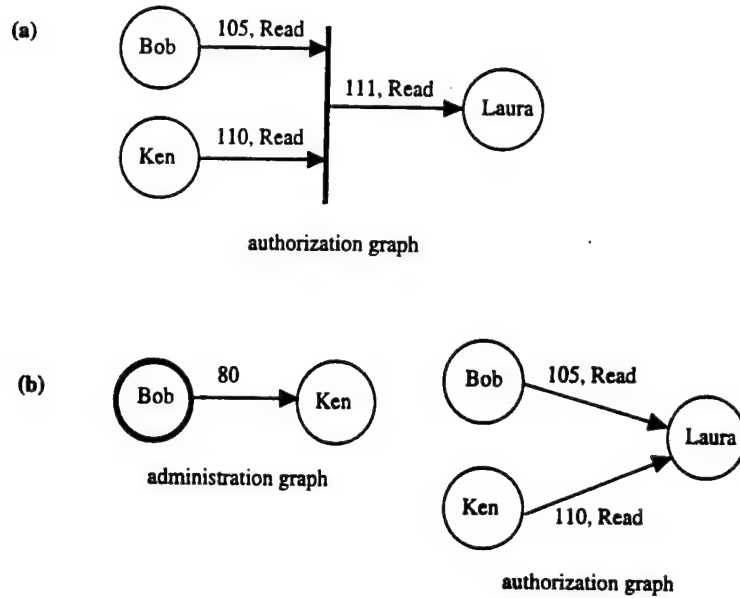 (a)
Bob
105, Read
111, Read
Laura
Ken
110, Read
authorization graph
(b)
Bob
80
Ken
administration graph
Bob
105, Read
Laura
Ken
110, Read
authorization graph